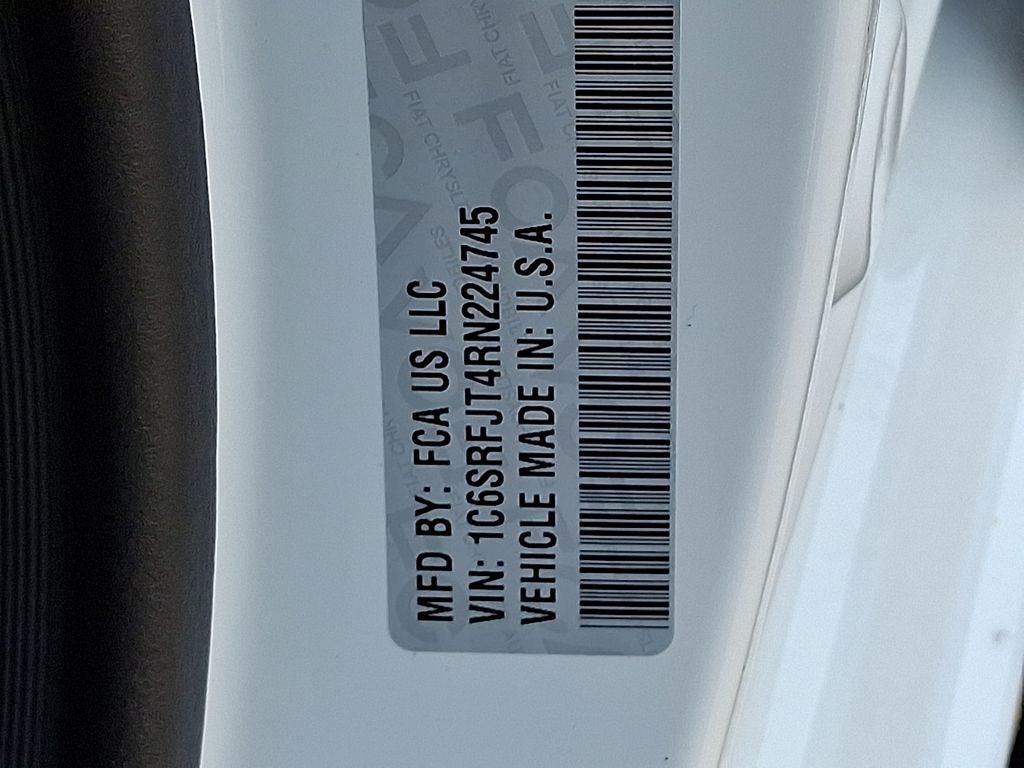 MFD BY: FCA US LLC
VIN: 1C6SRFJT4RN224745
VEHICLE MADE IN: U.S.A.